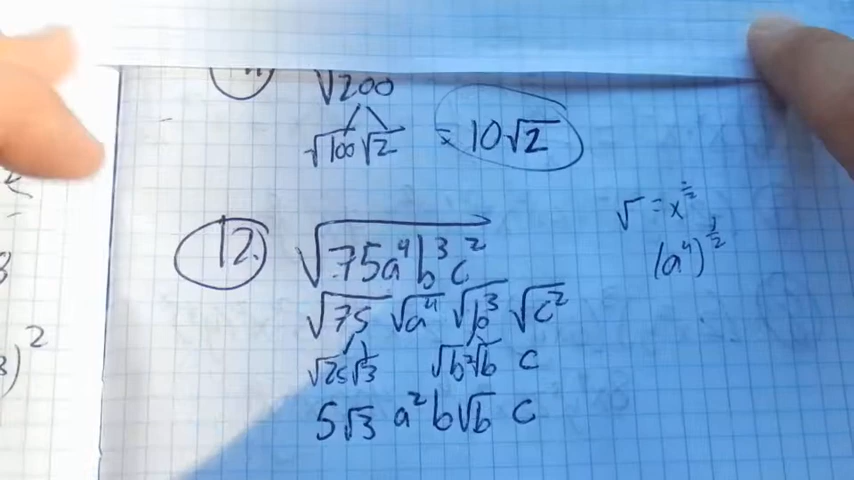 √200
√100 √2 = 10√2
√ = x^½
(a⁴)^½
12. √75a⁴b³c²
√75 √a⁴ √b³ √c²
√25 √3 √b² √b c
5√3 a² b√b c
)²